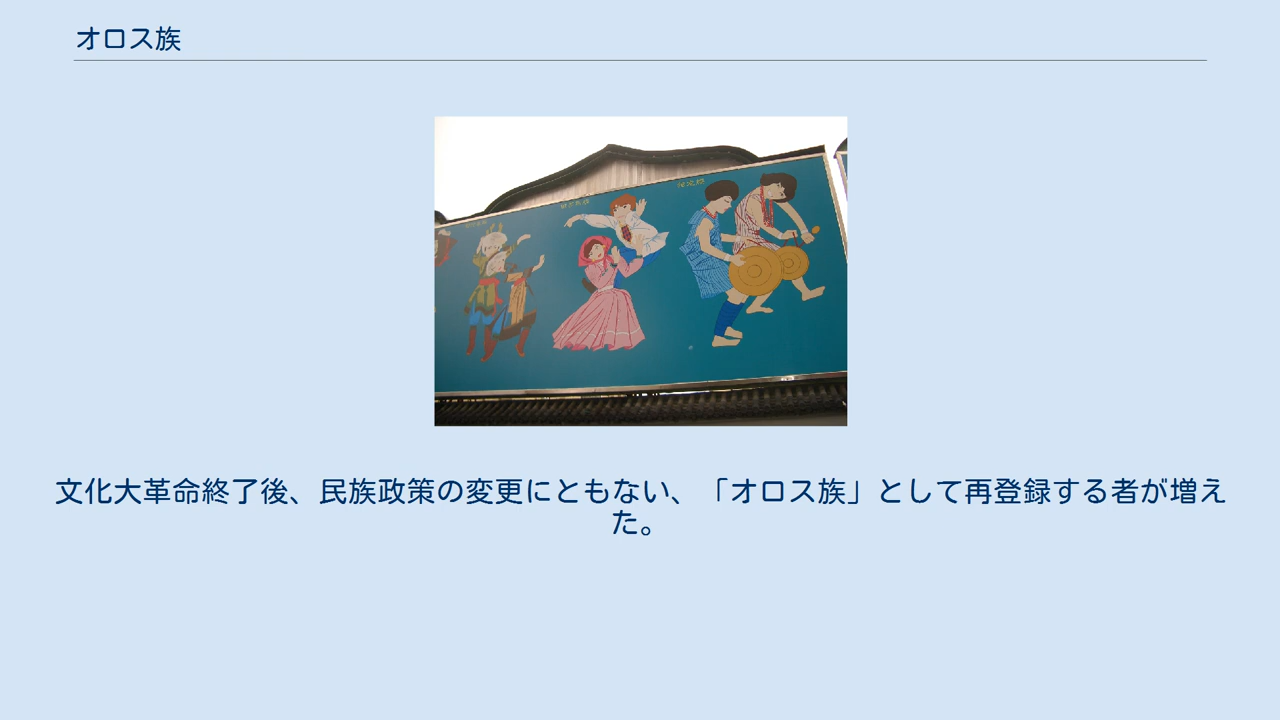 オロス族
文化大革命終了後、民族政策の変更にともない、「オロス族」として再登録する者が増え
た。